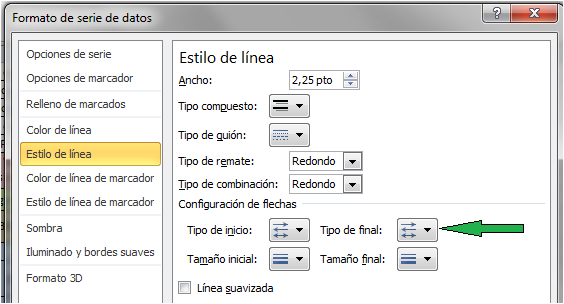 Formato de serie de datos
Opciones de serie
Opciones de marcador
Relleno de marcados
Color de línea
Estilo de línea
Color de línea de marcador
Estilo de línea de marcador
Sombra
Iluminado y bordes suaves
Formato 3D
Estilo de línea
Ancho: 2,25 pto
Tipo compuesto:
Tipo de guión:
Tipo de remate: Redondo
Tipo de combinación: Redondo
Configuración de flechas
Tipo de inicio: Tipo de final:
Tamaño inicial: Tamaño final:
Línea suavizada